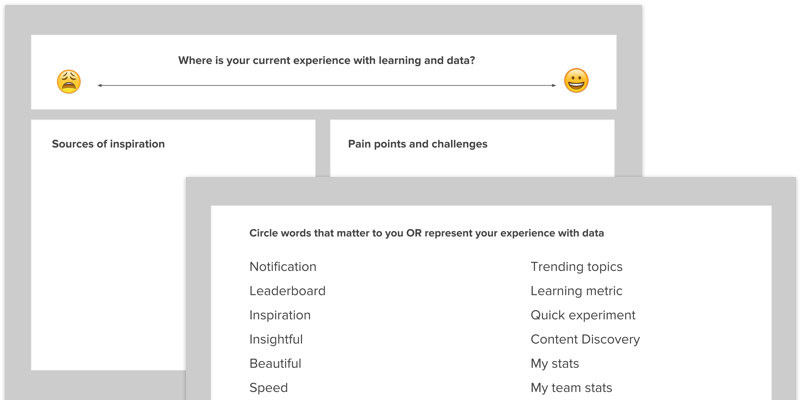 Where is your current experience with learning and data?
Sources of inspiration
Pain points and challenges
Circle words that matter to you OR represent your experience with data
Notification
Leaderboard
Inspiration
Insightful
Beautiful
Speed
Trending topics
Learning metric
Quick experiment
Content Discovery
My stats
My team stats